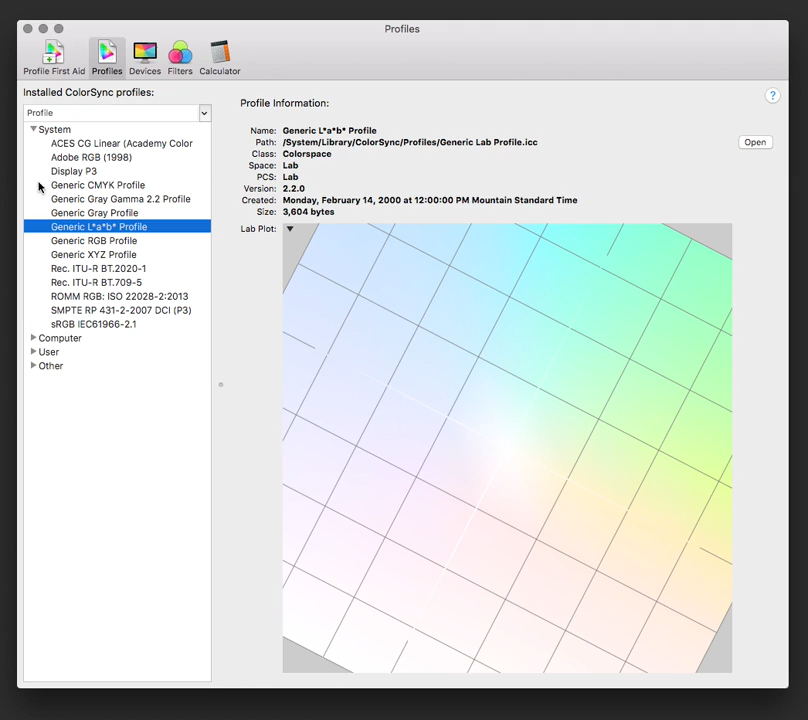 Profiles
Profile First Aid
Profiles
Devices
Filters
Calculator
Installed ColorSync profiles:
Profile
System
ACES CG Linear (Academy Color
Adobe RGB (1998)
Display P3
Generic CMYK Profile
Generic Gray Gamma 2.2 Profile
Generic Gray Profile
Generic L*a*b* Profile
Generic RGB Profile
Generic XYZ Profile
Rec. ITU-R BT.2020-1
Rec. ITU-R BT.709-5
ROMM RGB: ISO 22028-2:2013
SMPTE RP 431-2-2007 DCI (P3)
sRGB IEC61966-2.1
Computer
User
Other
?
Profile Information:
Name: Generic L*a*b* Profile
Path: /System/Library/ColorSync/Profiles/Generic Lab Profile.icc
Open
Class: Colorspace
Space: Lab
PCS: Lab
Version: 2.2.0
Created: Monday, February 14, 2000 at 12:00:00 PM Mountain Standard Time
Size: 3,604 bytes
Lab Plot: